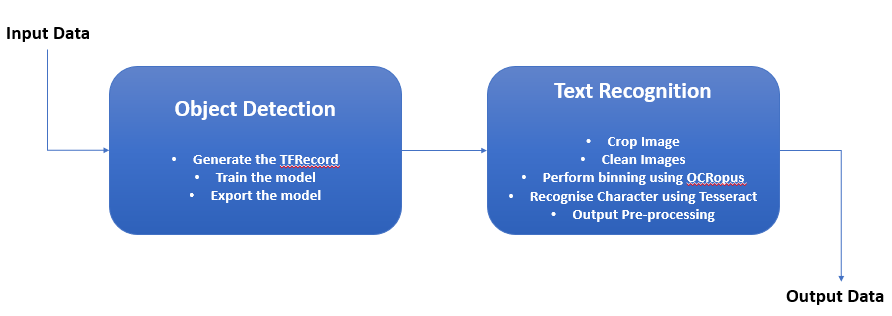 Input Data
Object Detection
• Generate the TFRecord
• Train the model
• Export the model
Text Recognition
• Crop Image
• Clean Images
• Perform binning using OCRopus
• Recognise Character using Tesseract
• Output Pre-processing
Output Data